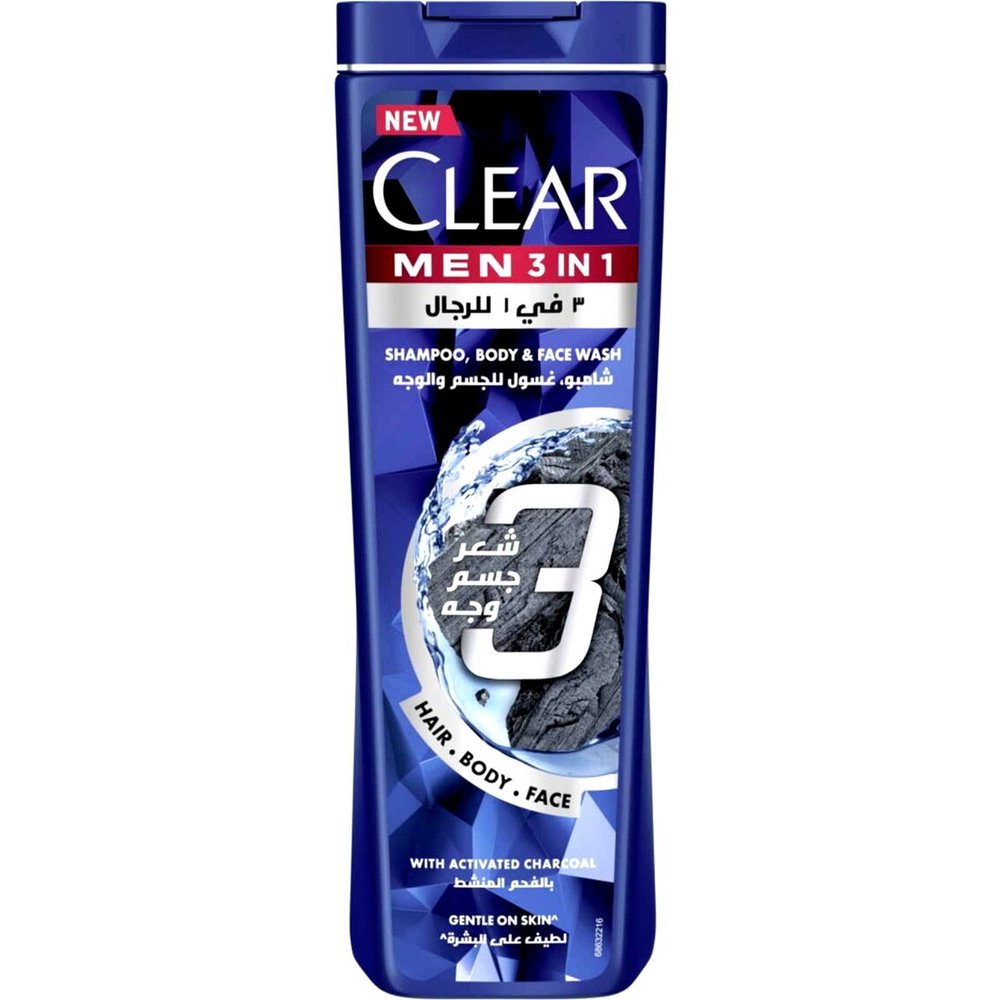 NEW
CLEAR
MEN 3 IN 1
٣ في ١ للرجال
SHAMPOO, BODY & FACE WASH
شامبو، غسول للجسم والوجه
3
شعر
جسم
وجه
HAIR . BODY . FACE
WITH ACTIVATED CHARCOAL
بالفحم المنشط
GENTLE ON SKIN^
لطيف على البشرة^
68632216